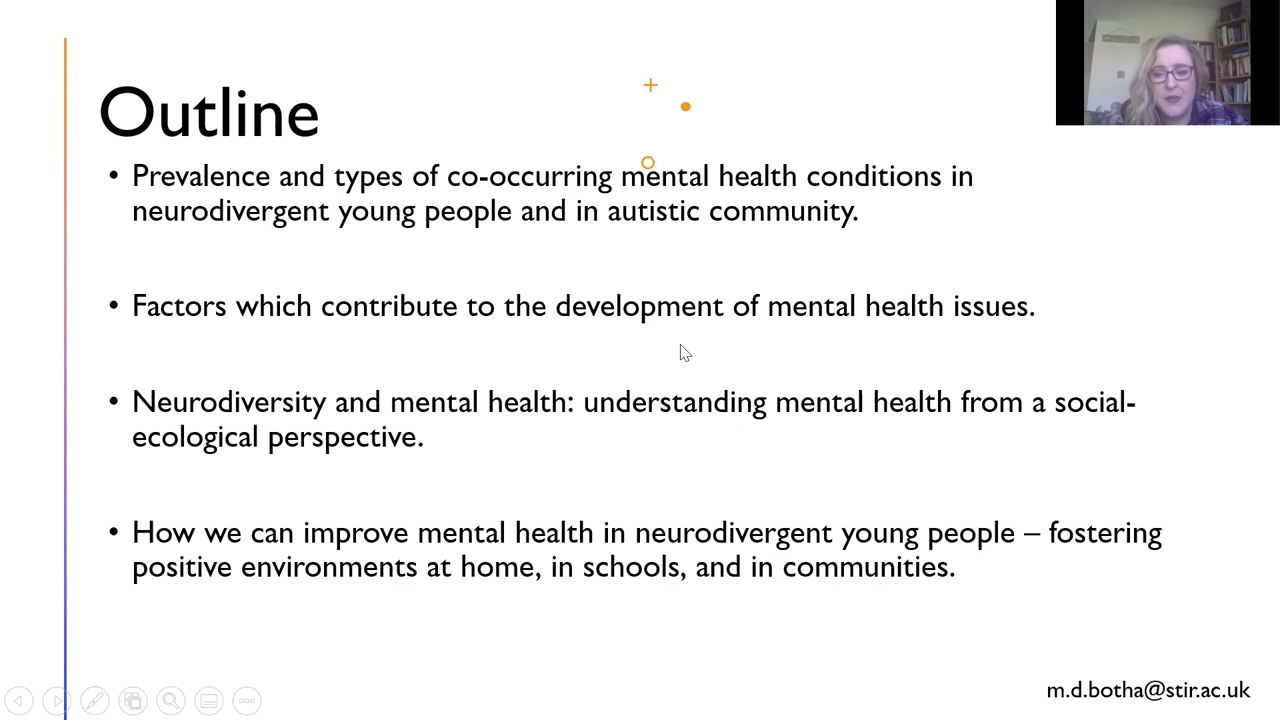 Outline
• Prevalence and types of co-occurring mental health conditions in
neurodivergent young people and in autistic community.
• Factors which contribute to the development of mental health issues.
• Neurodiversity and mental health: understanding mental health from a social-
ecological perspective.
• How we can improve mental health in neurodivergent young people – fostering
positive environments at home, in schools, and in communities.
m.d.botha@stir.ac.uk